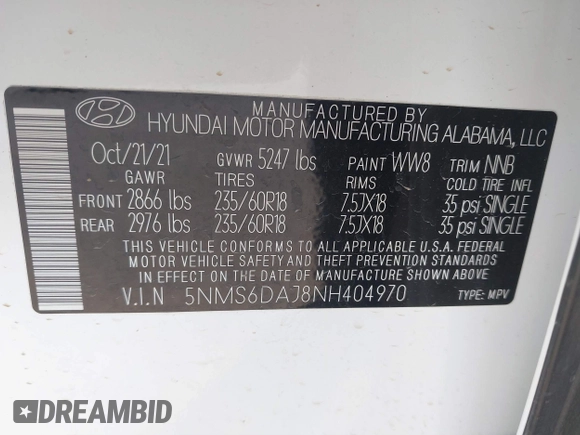 MANUFACTURED BY
HYUNDAI MOTOR MANUFACTURING ALABAMA, LLC
Oct/21/21 GVWR 5247 lbs PAINT WW8 TRIM NNB
GAWR TIRES RIMS COLD TIRE INFL
FRONT 2866 lbs 235/60R18 7.5JX18 35 psi SINGLE
REAR 2976 lbs 235/60R18 7.5JX18 35 psi SINGLE
THIS VEHICLE CONFORMS TO ALL APPLICABLE U.S.A. FEDERAL
MOTOR VEHICLE SAFETY AND THEFT PREVENTION STANDARDS
IN EFFECT ON THE DATE OF MANUFACTURE SHOWN ABOVE.
V.I.N 5NMS6DAJ8NH404970 TYPE: MPV
DREAMBID